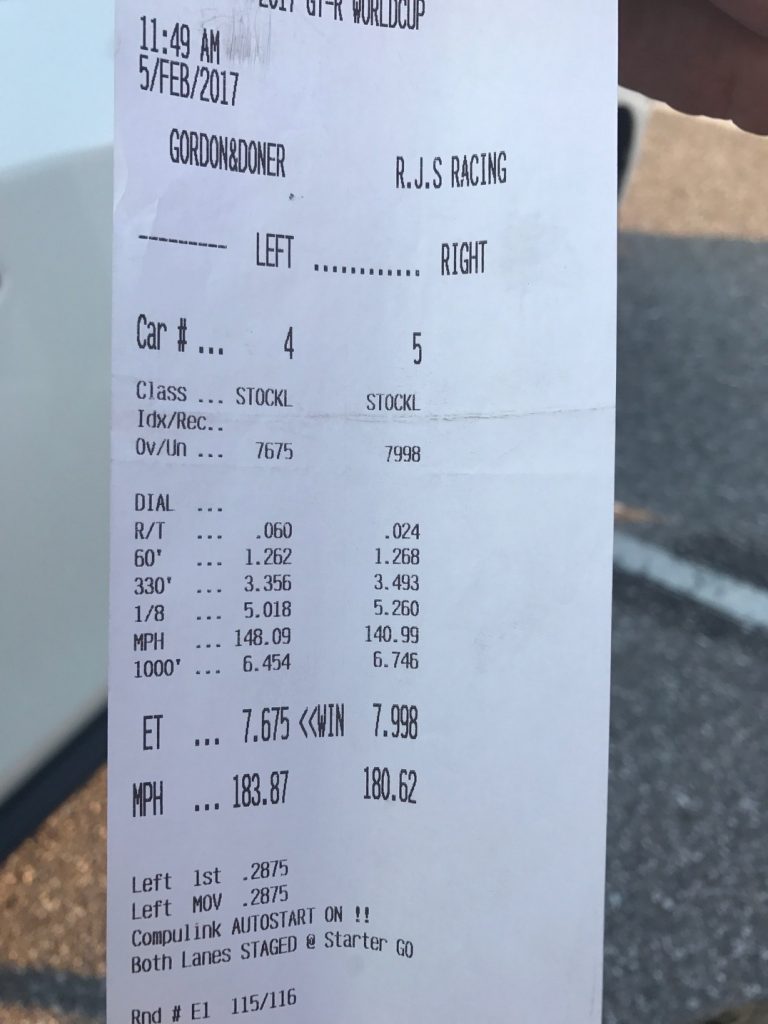 2017 GT-R WORLDCUP
11:49 AM
5/FEB/2017
GORDON&DONER R.J.S RACING
--------- LEFT ............ RIGHT
Car # ... 4 5
Class ... STOCKL STOCKL
Idx/Rec..
Ov/Un ... 7675 7998
DIAL ...
R/T ... .060 .024
60' ... 1.262 1.268
330' ... 3.356 3.493
1/8 ... 5.018 5.260
MPH ... 148.09 140.99
1000' ... 6.454 6.746
ET ... 7.675 <<WIN 7.998
MPH ... 183.87 180.62
Left 1st .2875
Left MOV .2875
Compulink AUTOSTART ON !!
Both Lanes STAGED @ Starter GO
Rnd # E1 115/116